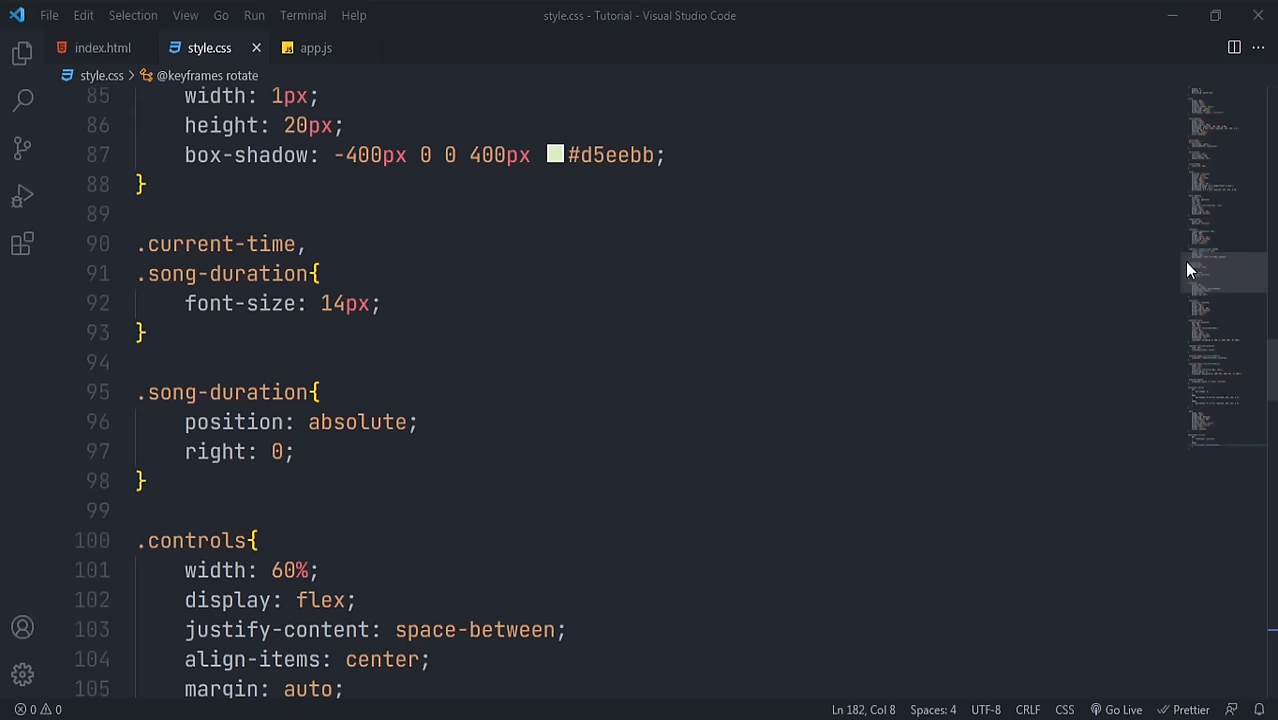 File Edit Selection View Go Run Terminal Help style.css - Tutorial - Visual Studio Code
index.html style.css app.js
style.css > @keyframes rotate
85 width: 1px;
86 height: 20px;
87 box-shadow: -400px 0 0 400px #d5eebb;
88 }
89
90 .current-time,
91 .song-duration{
92 font-size: 14px;
93 }
94
95 .song-duration{
96 position: absolute;
97 right: 0;
98 }
99
100 .controls{
101 width: 60%;
102 display: flex;
103 justify-content: space-between;
104 align-items: center;
105 margin: auto;
0 0 Ln 182, Col 8 Spaces: 4 UTF-8 CRLF CSS Go Live Prettier